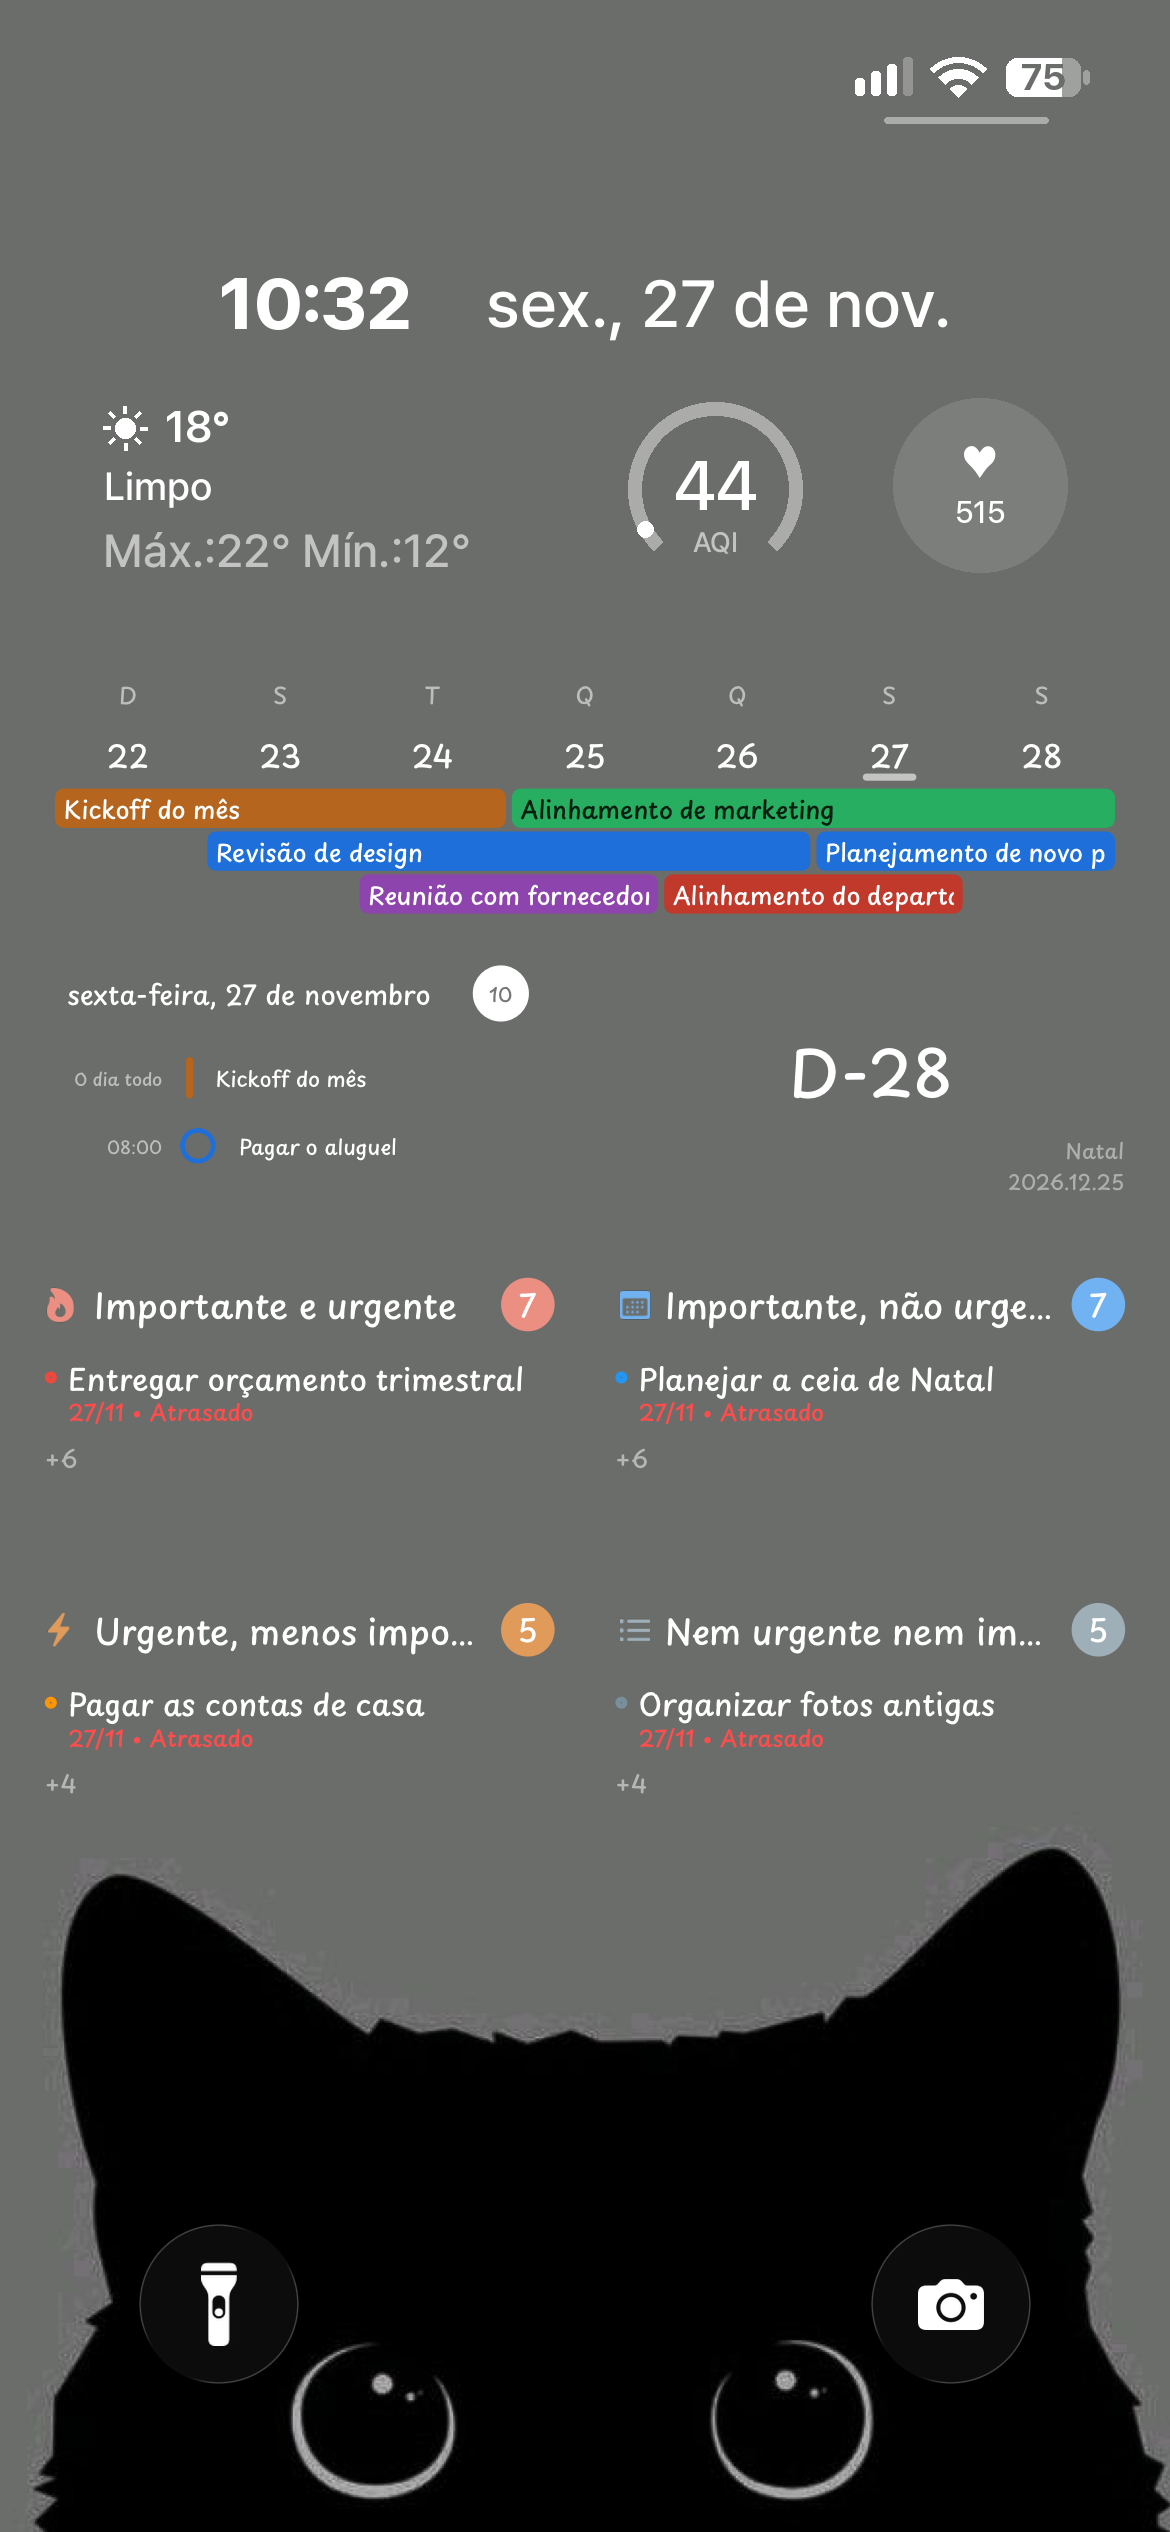 75
10:32 sex., 27 de nov.
18°
Limpo
Máx.:22° Mín.:12°
44
AQI
515
D S T Q Q S S
22 23 24 25 26 27 28
Kickoff do mês
Alinhamento de marketing
Revisão de design
Planejamento de novo p
Reunião com fornecedor
Alinhamento do departa
sexta-feira, 27 de novembro 10
O dia todo Kickoff do mês
08:00 Pagar o aluguel
D-28
Natal
2026.12.25
Importante e urgente 7
Entregar orçamento trimestral
27/11 • Atrasado
+6
Importante, não urge... 7
Planejar a ceia de Natal
27/11 • Atrasado
+6
Urgente, menos impo... 5
Pagar as contas de casa
27/11 • Atrasado
+4
Nem urgente nem im... 5
Organizar fotos antigas
27/11 • Atrasado
+4